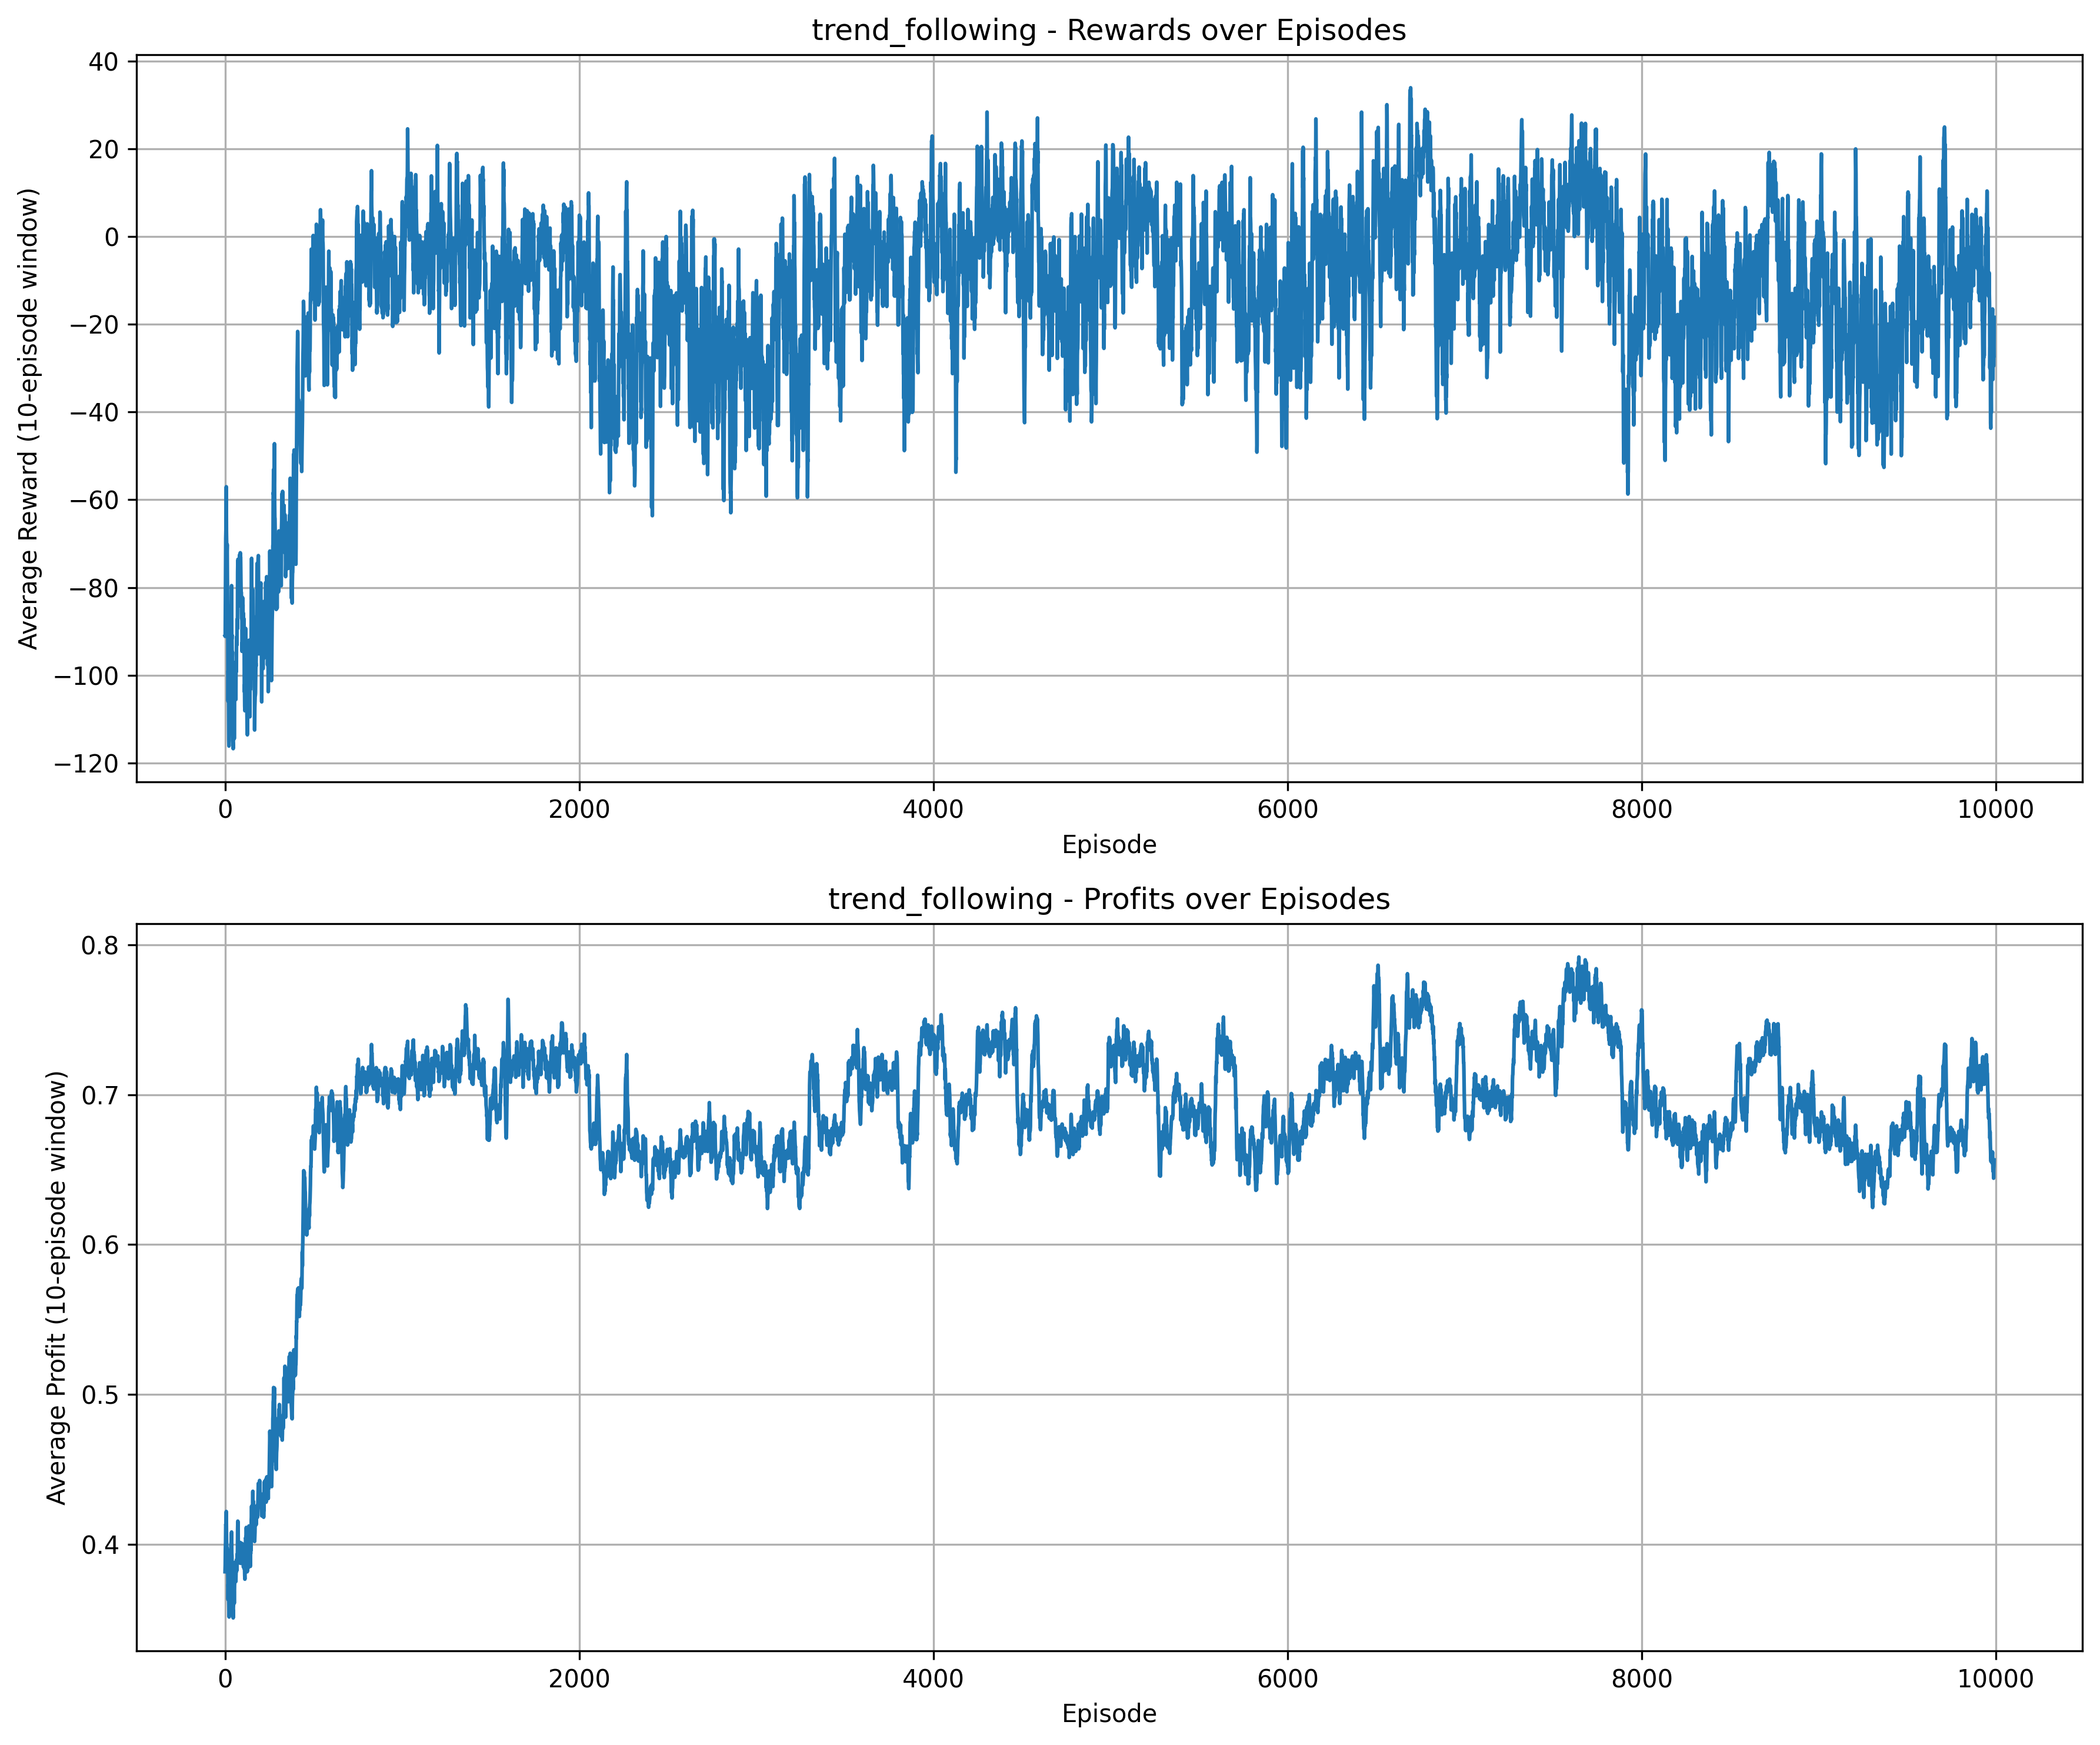 trend_following - Rewards over Episodes
Average Reward (10-episode window)
40
20
0
−20
−40
−60
−80
−100
−120
0 2000 4000 6000 8000 10000
Episode
trend_following - Profits over Episodes
Average Profit (10-episode window)
0.8
0.7
0.6
0.5
0.4
0 2000 4000 6000 8000 10000
Episode